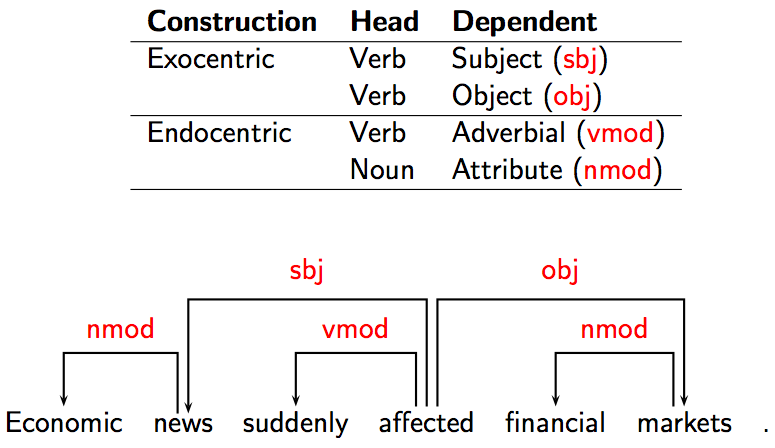 Construction Head Dependent
Exocentric Verb Subject (sbj)
Verb Object (obj)
Endocentric Verb Adverbial (vmod)
Noun Attribute (nmod)
sbj obj
nmod vmod nmod
Economic news suddenly affected financial markets .